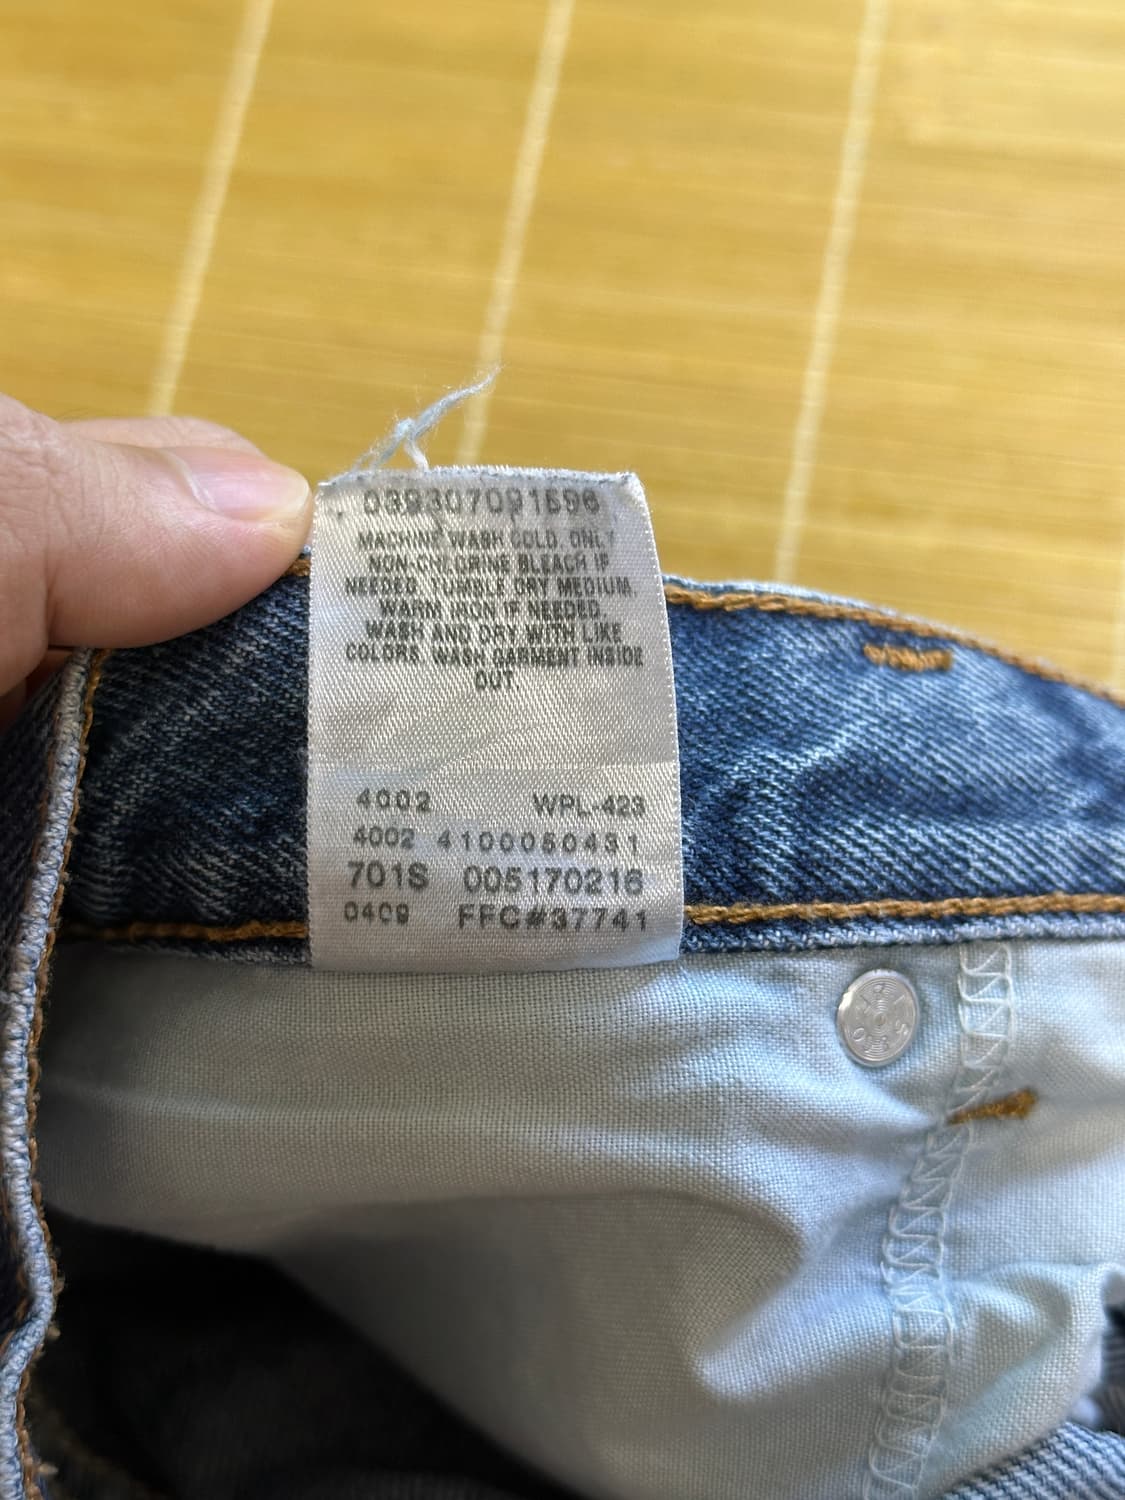 039307091596
MACHINE WASH COLD. ONLY
NON-CHLORINE BLEACH IF
NEEDED. TUMBLE DRY MEDIUM.
WARM IRON IF NEEDED.
WASH AND DRY WITH LIKE
COLORS. WASH GARMENT INSIDE
OUT
4002 WPL-423
4002 4100050431
701S 005170216
0409 FFC#37741